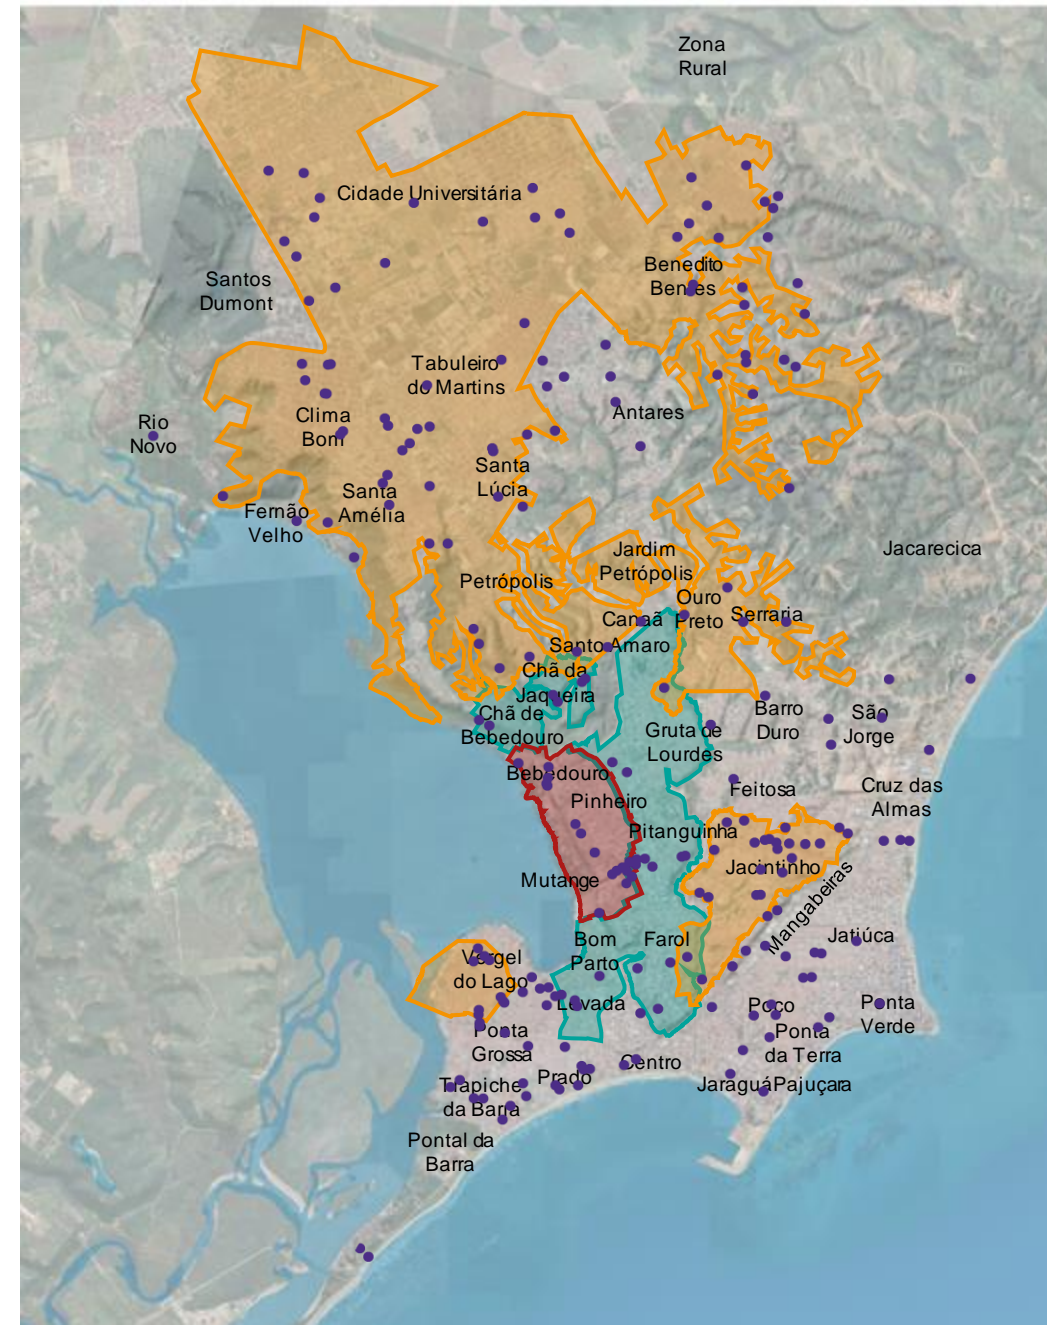 Zona
Rural
Cidade Universitária
Benedito
Bentes
Santos
Dumont
Tabuleiro
do Martins
Antares
Clima
Bom
Rio
Novo
Santa
Lúcia
Santa
Amélia
Fernão
Velho
Jacarecica
Jardim
Petrópolis
Petrópolis
Ouro
Preto
Serraria
Canaã
Santo Amaro
Chã da
Jaqueira
Chã de
Bebedouro
Barro
Duro
São
Jorge
Gruta de
Lourdes
Bebedouro
Feitosa
Cruz das
Almas
Pinheiro
Pitanguinha
Jacintinho
Mutange
Mangabeiras
Jatiúca
Bom
Parto
Farol
Vergel
do Lago
Levada
Poço
Ponta
Verde
Ponta
Grossa
Ponta
da Terra
Centro
Prado
Jaraguá
Pajuçara
Trapiche
da Barra
Pontal da
Barra